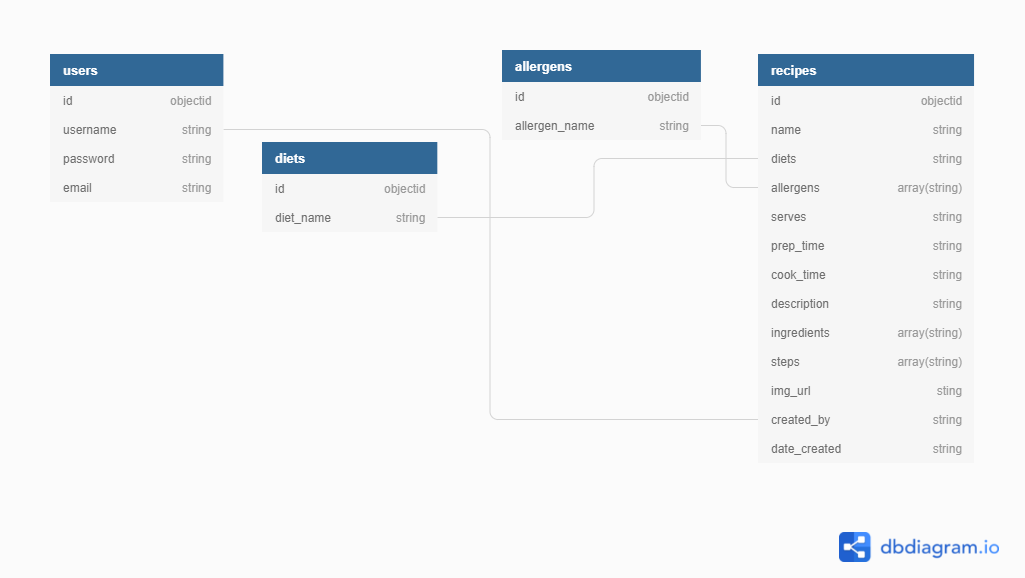 users
id objectid
username string
password string
email string
diets
id objectid
diet_name string
allergens
id objectid
allergen_name string
recipes
id objectid
name string
diets string
allergens array(string)
serves string
prep_time string
cook_time string
description string
ingredients array(string)
steps array(string)
img_url sting
created_by string
date_created string
dbdiagram.io